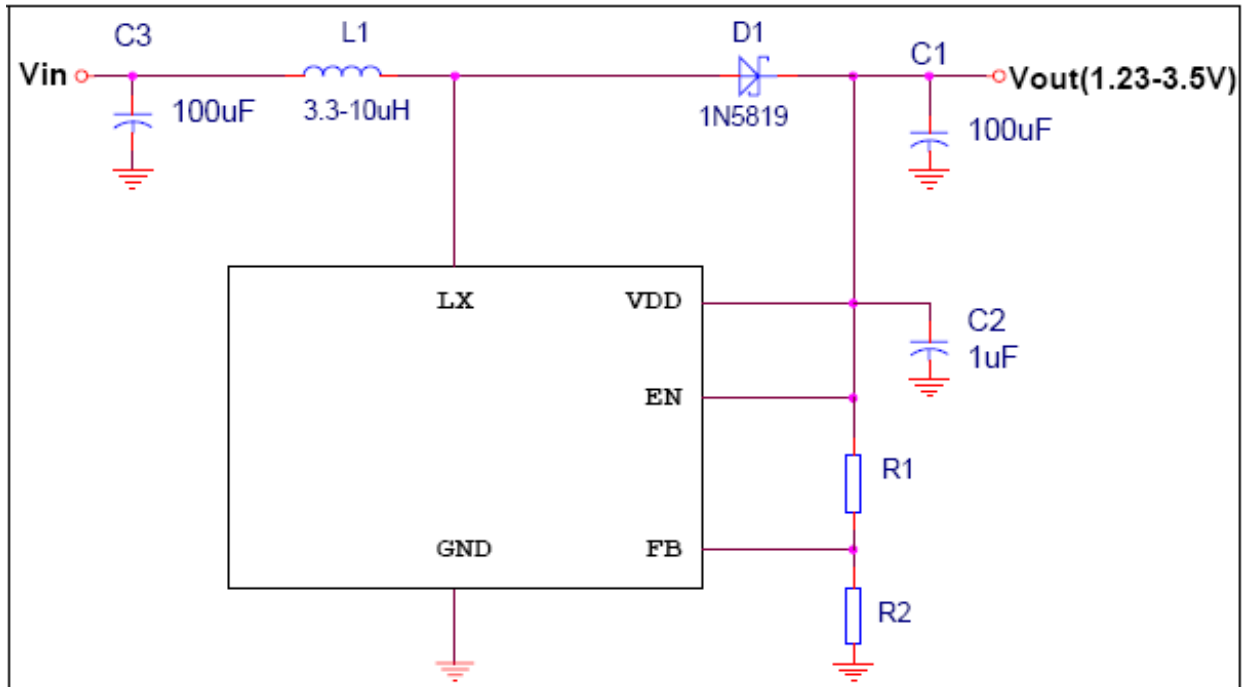 C3
L1
D1
C1
Vin
Vout(1.23-3.5V)
100uF
3.3-10uH
1N5819
100uF
LX
VDD
C2
1uF
EN
R1
GND
FB
R2